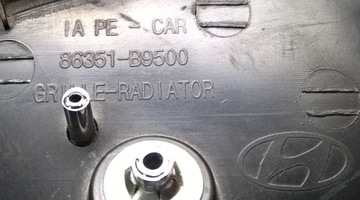 IA PE - CAR
86351-B9500
GRILLE-RADIATOR